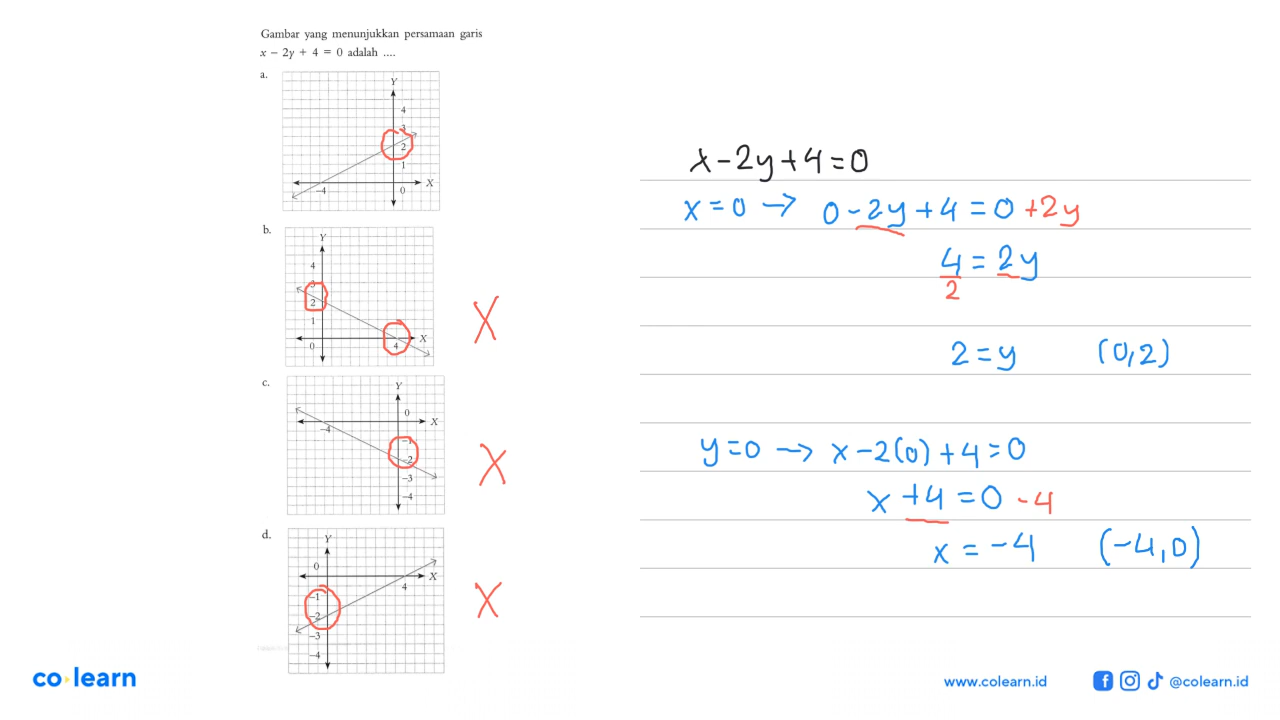 Gambar yang menunjukkan persamaan garis
x − 2y + 4 = 0 adalah ....
a.
Y
4
3
2
1
-4
0
X
b.
Y
4
3
2
1
0
4
X
c.
Y
0
X
-4
-1
-2
-3
-4
d.
Y
0
X
4
-1
-2
-3
-4
X
X
X
x-2y+4=0
x=0 → 0-2y+4=0+2y
4=2y
2
2=y (0,2)
y=0 → x-2(0)+4=0
x+4=0-4
x=-4 (-4,0)
co learn
www.colearn.id
@colearn.id